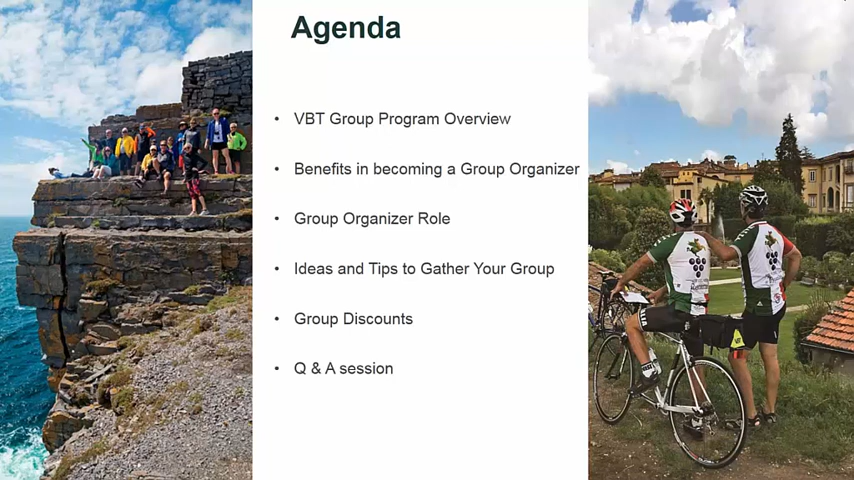 Agenda
• VBT Group Program Overview
• Benefits in becoming a Group Organizer
• Group Organizer Role
• Ideas and Tips to Gather Your Group
• Group Discounts
• Q & A session